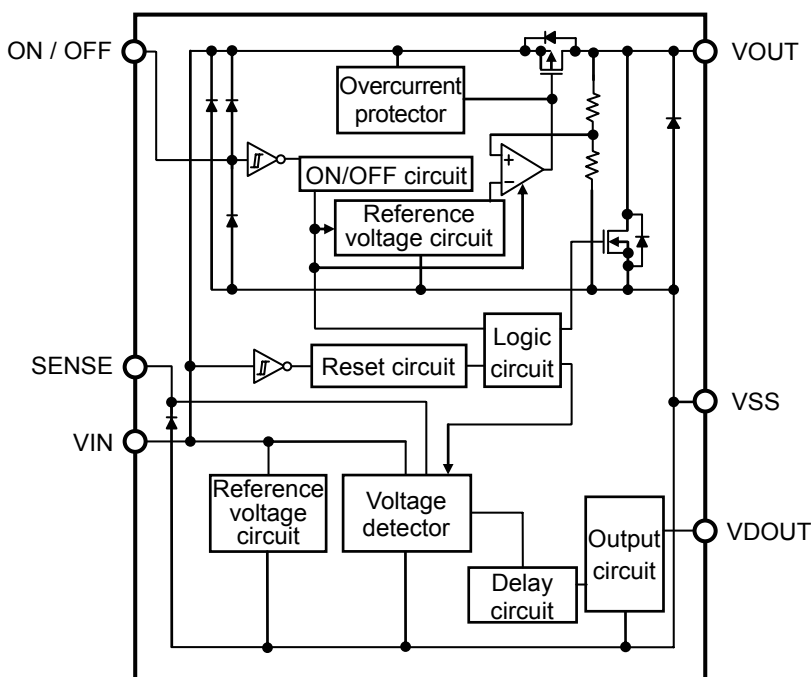 ON / OFF
VOUT
Overcurrent
protector
+
−
ON/OFF circuit
Reference
voltage circuit
SENSE
Reset circuit
Logic
circuit
VSS
VIN
Reference
voltage
circuit
Voltage
detector
Output
circuit
VDOUT
Delay
circuit